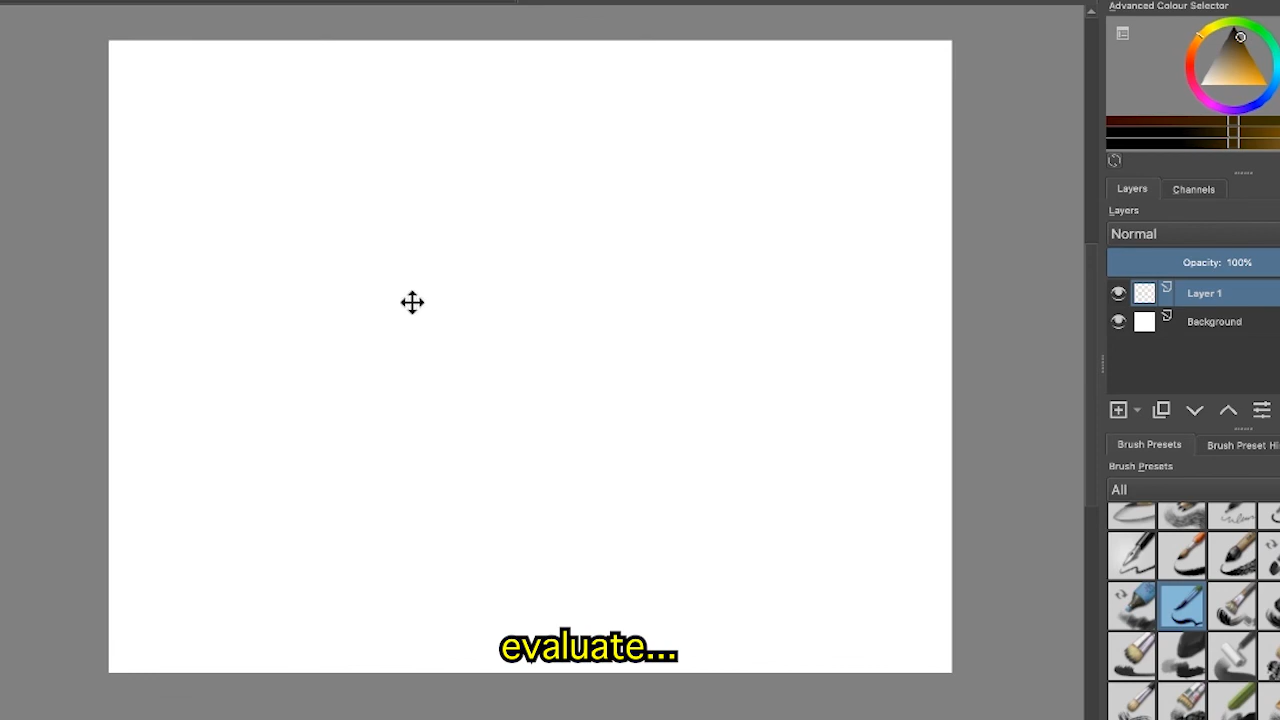 Advanced Colour Selector
Layers
Channels
Layers
Normal
Opacity: 100%
Layer 1
Background
Brush Presets
Brush Preset Hi
Brush Presets
All
evaluate...